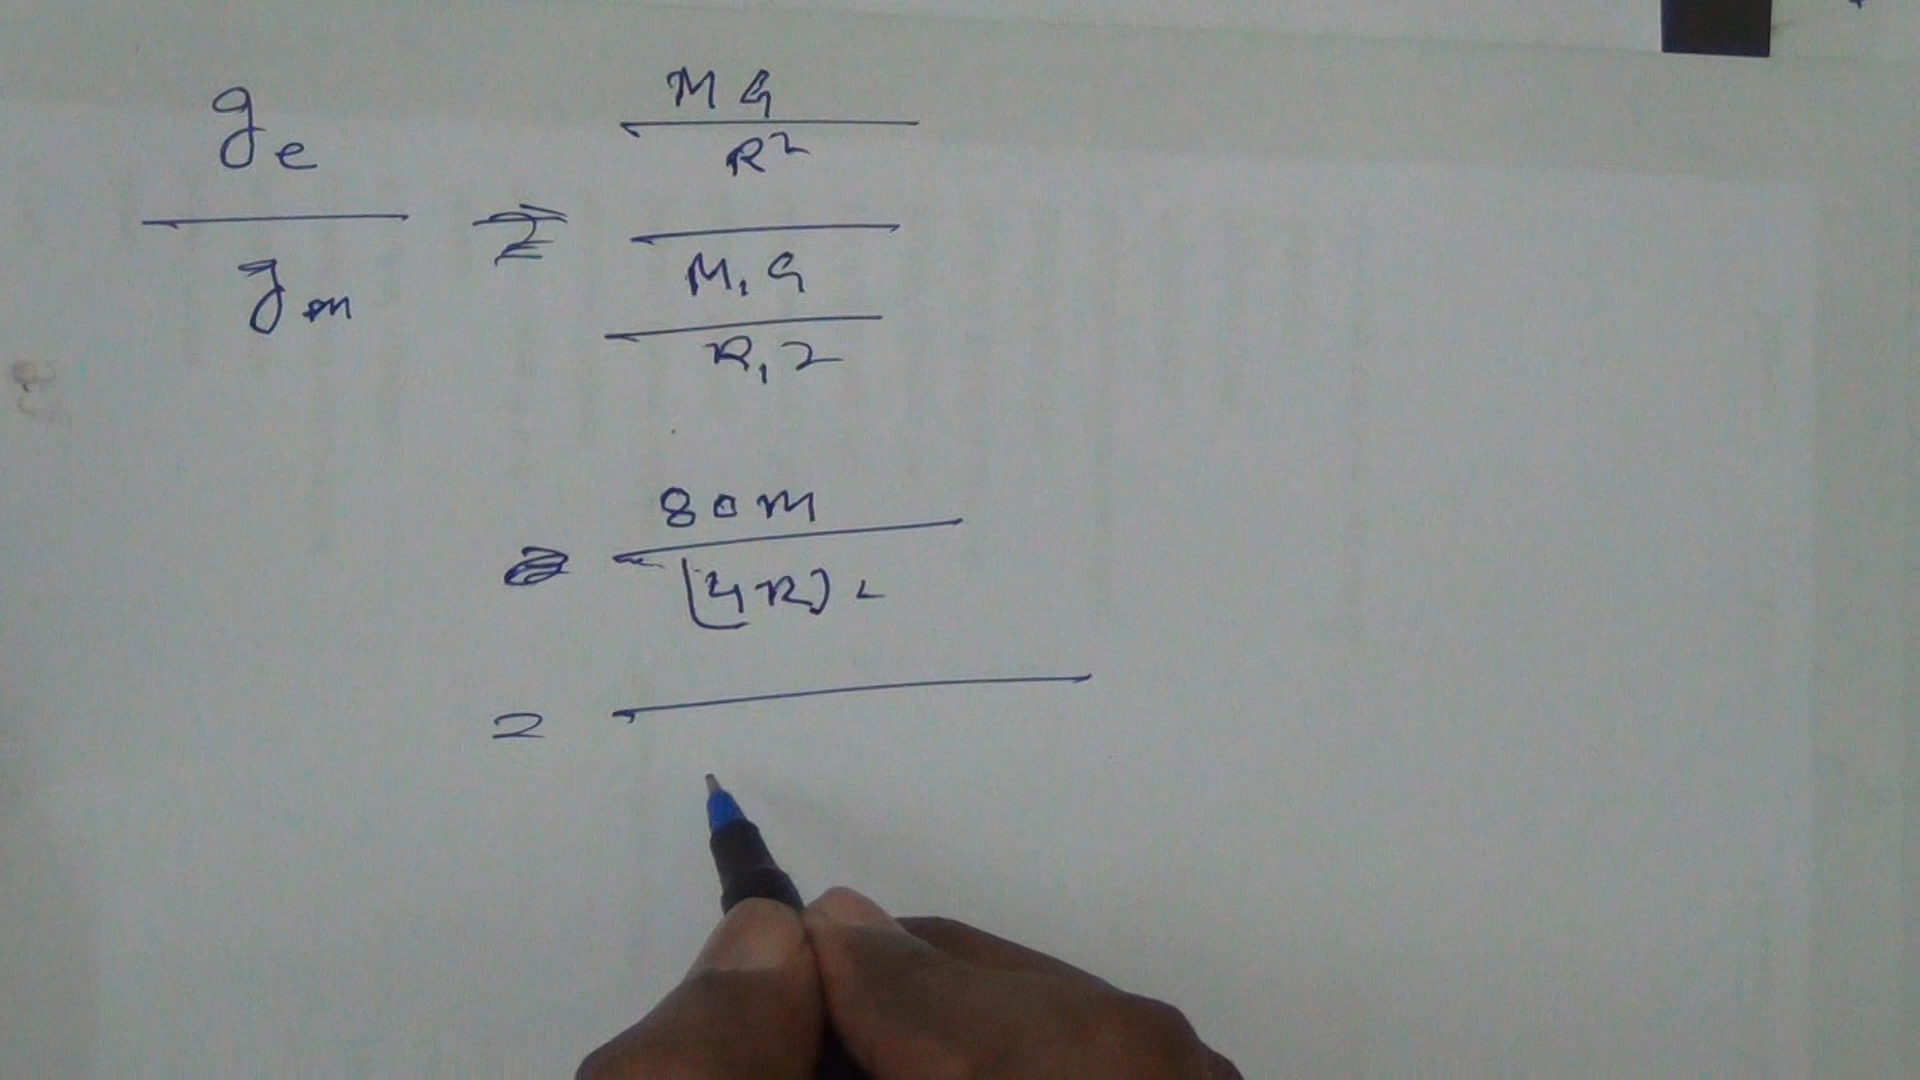 ge = MG
R²
gm M₁G
R₁2
= 80M
(4R)2
=